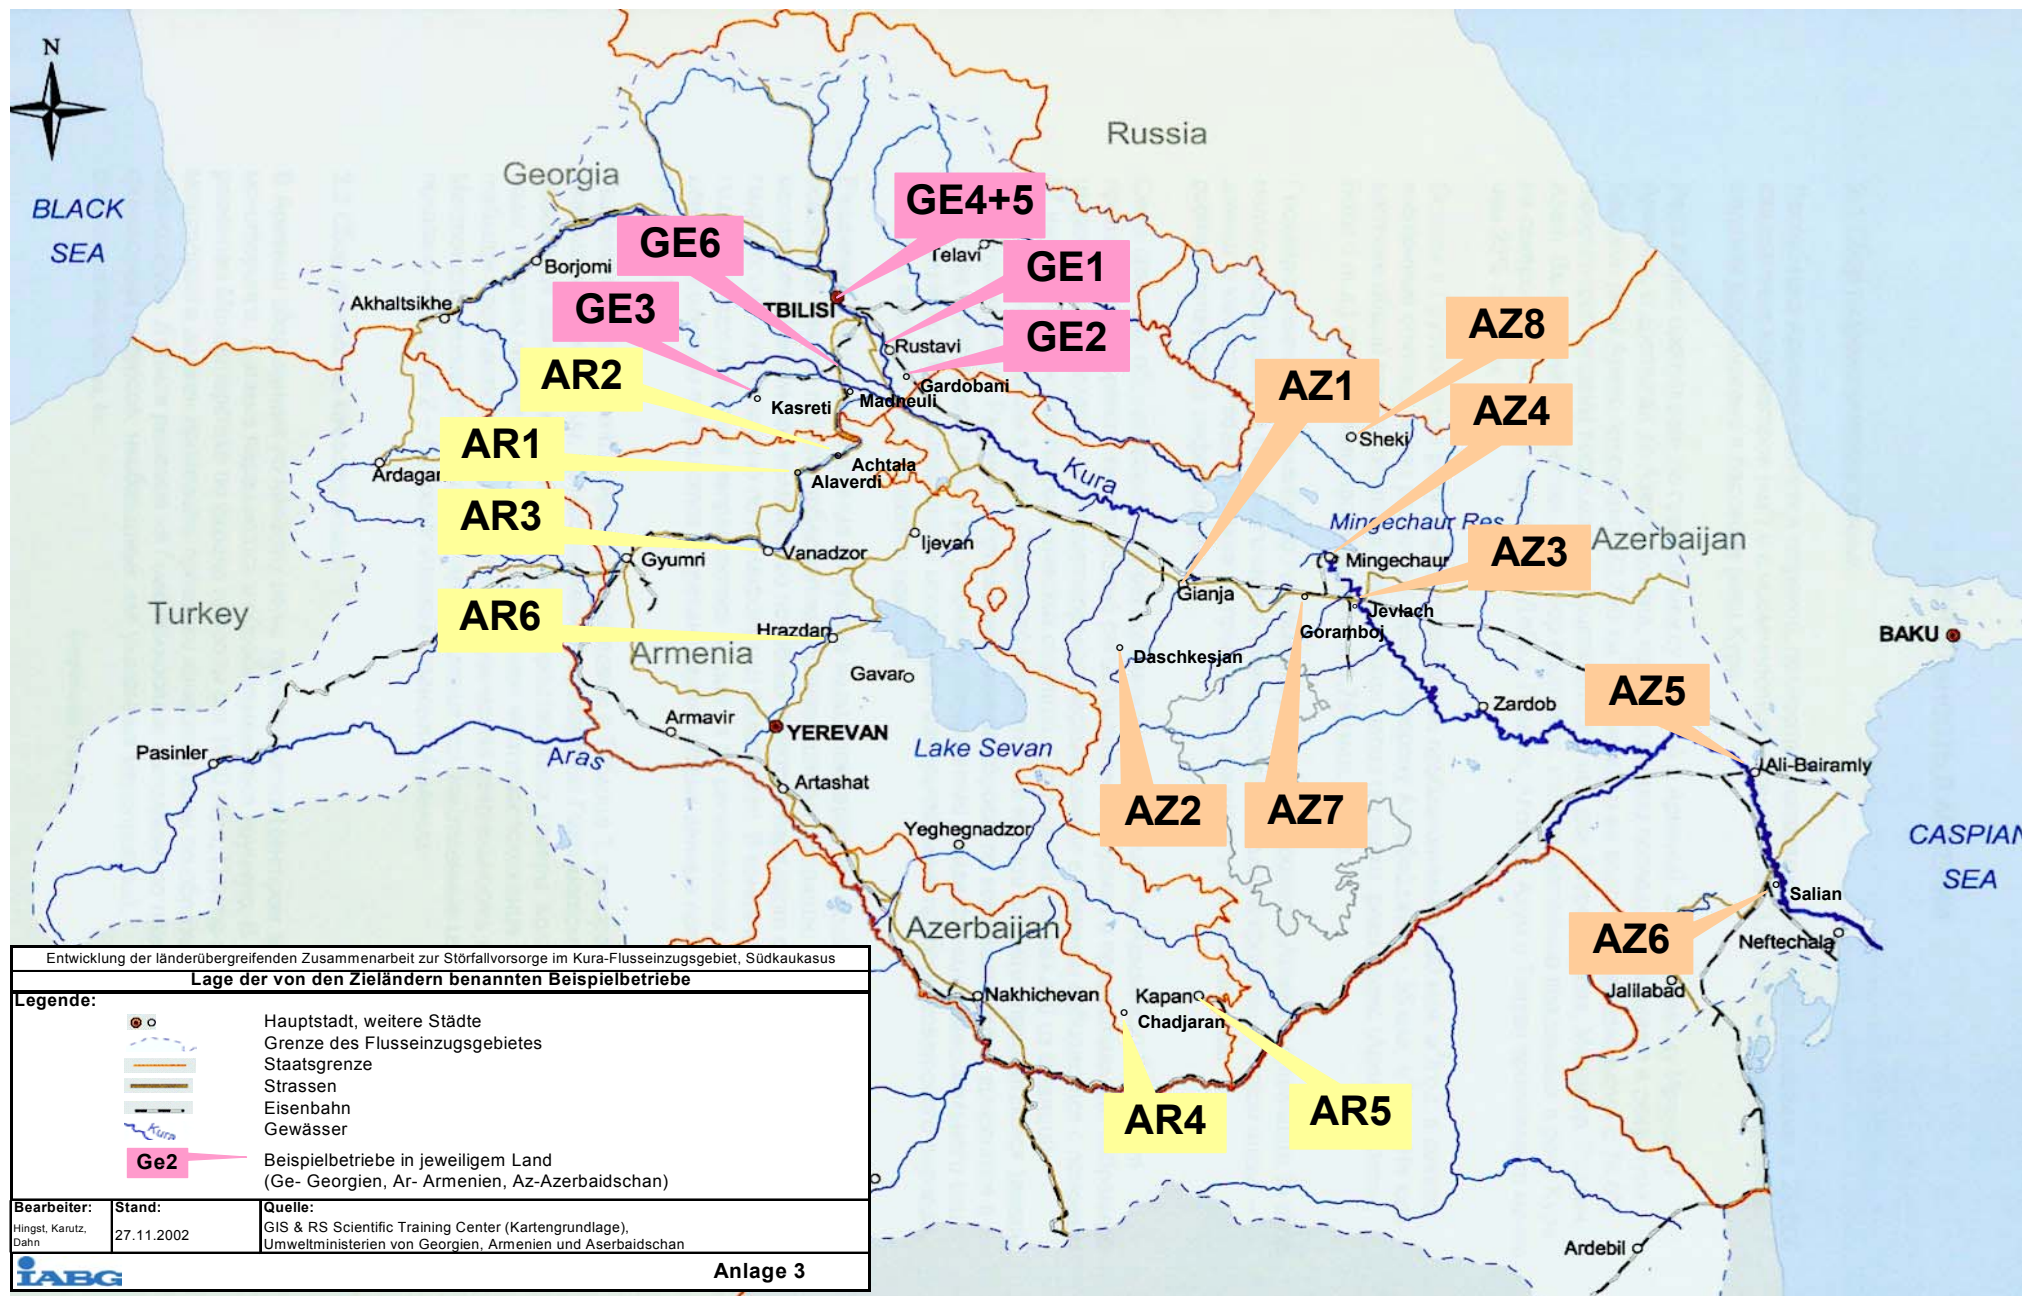 N
Russia
Georgia
BLACK
SEA
GE4+5
GE6
Telavi
GE1
Borjomi
Akhaltsikhe
GE3
TBILISI
AZ8
GE2
Rustavi
AR2
AZ1
Gardobani
Madneuli
Kasreti
AZ4
AR1
Sheki
Achtala
Ardagan
Kura
Alaverdi
AR3
Mingechaur Res.
Azerbaijan
Ijevan
AZ3
Vanadzor
Gyumri
Mingechaur
Gianja
Turkey
AR6
Jevlach
Hrazdan
Goramboj
BAKU
Armenia
Daschkesjan
Gavar
AZ5
Zardob
Armavir
YEREVAN
Lake Sevan
Pasinler
Aras
Ali-Bairamly
Artashat
AZ2
AZ7
Yeghegnadzor
CASPIAN
SEA
Salian
Azerbaijan
AZ6
Neftechala
Jalilabad
Nakhichevan
Kapan
Chadjaran
AR4
AR5
Ardebil
Entwicklung der länderübergreifenden Zusammenarbeit zur Störfallvorsorge im Kura-Flusseinzugsgebiet, Südkaukasus
Lage der von den Zieländern benannten Beispielbetriebe
Legende:
Hauptstadt, weitere Städte
Grenze des Flusseinzugsgebietes
Staatsgrenze
Strassen
Eisenbahn
Kura
Gewässer
Ge2
Beispielbetriebe in jeweiligem Land
(Ge- Georgien, Ar- Armenien, Az-Azerbaidschan)
Bearbeiter:
Hingst, Karutz,
Dahn
Stand:
27.11.2002
Quelle:
GIS & RS Scientific Training Center (Kartengrundlage),
Umweltministerien von Georgien, Armenien und Aserbaidschan
IABG
Anlage 3